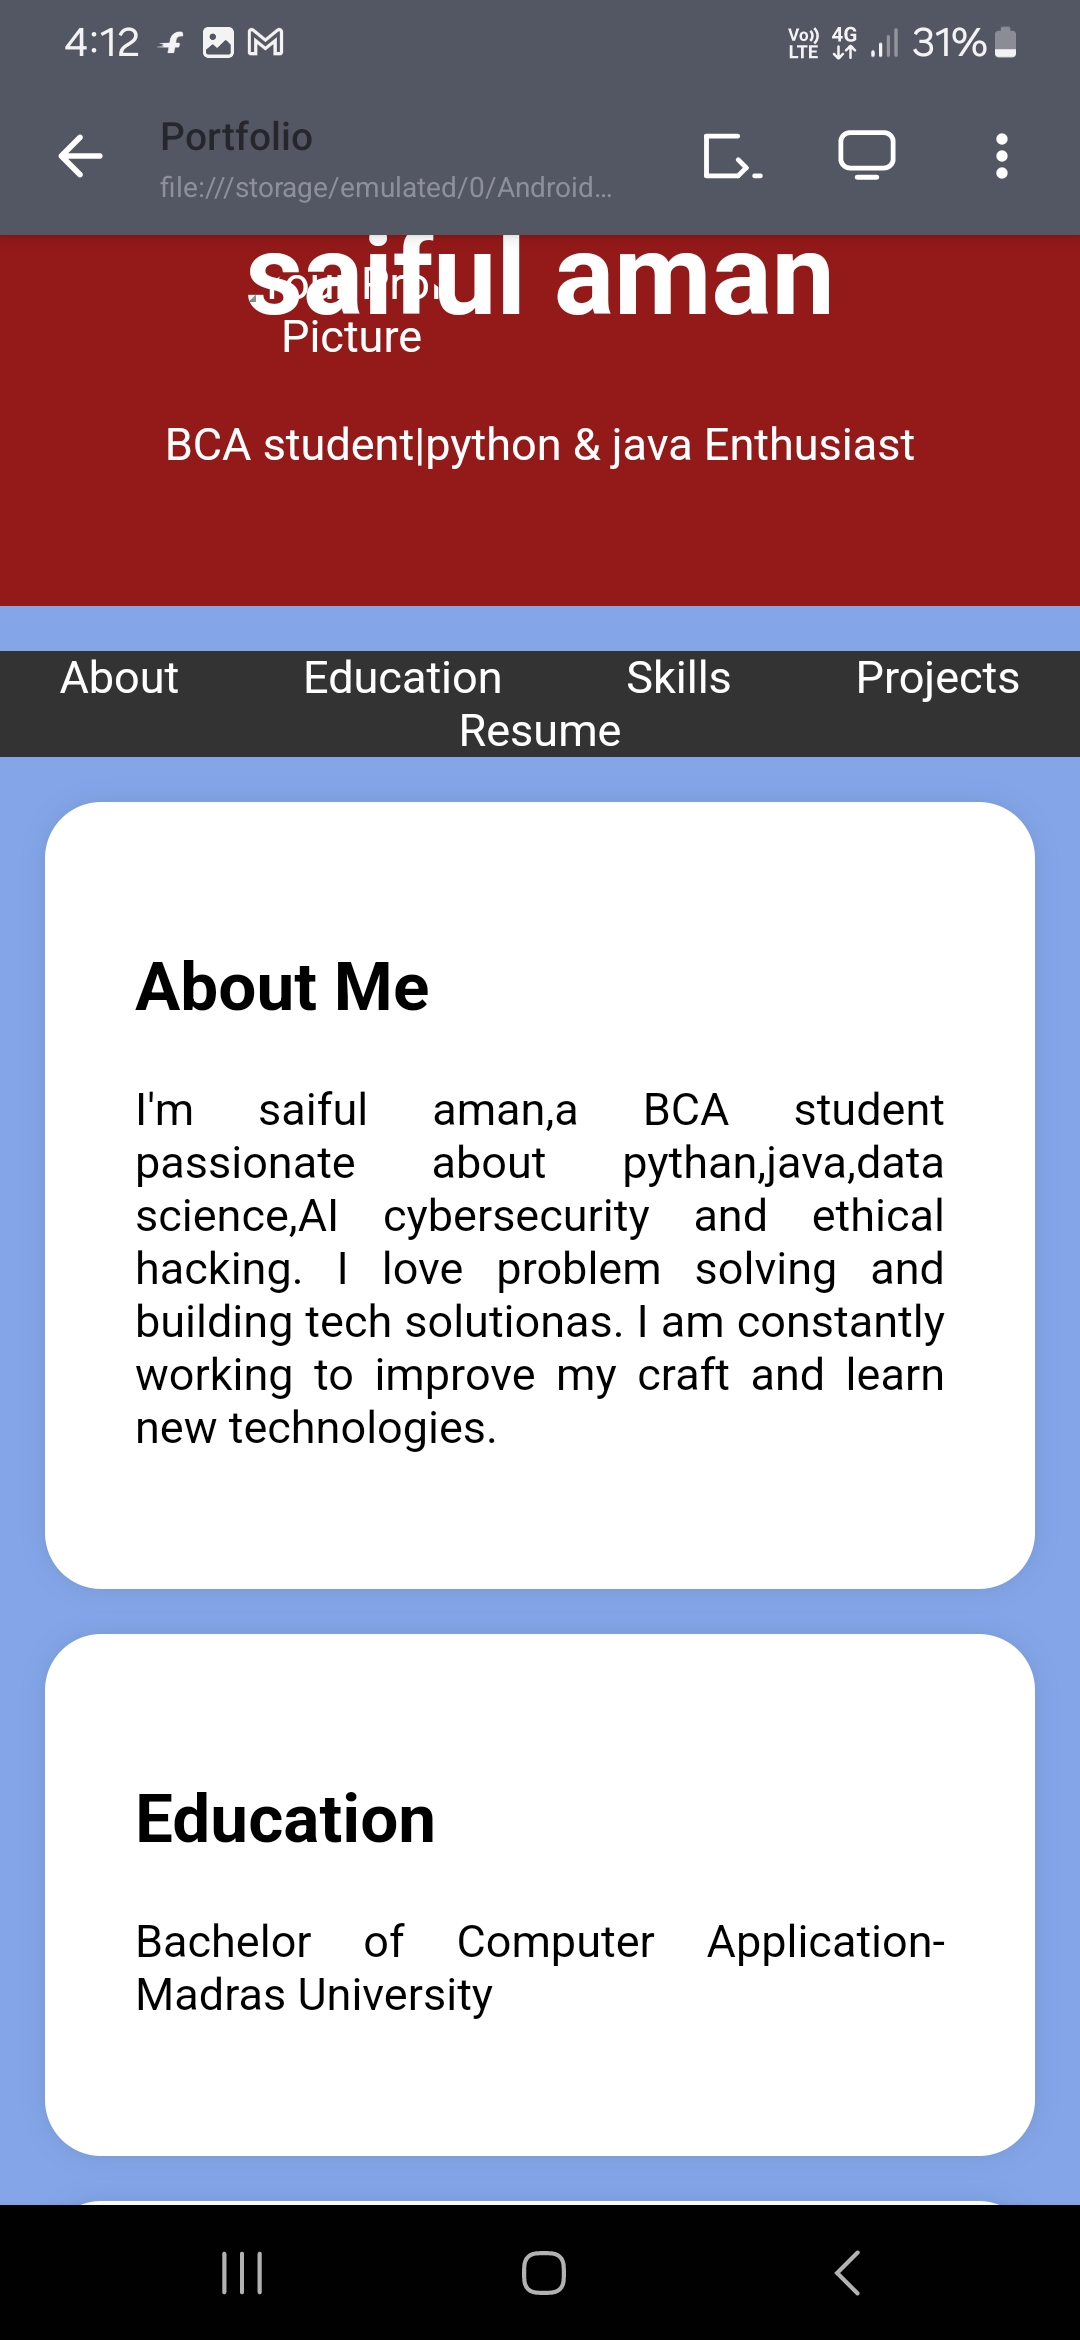 4:12
Vo)) LTE 4G 31%
Portfolio
file:///storage/emulated/0/Android...
saiful aman
Your Pro
Picture
BCA student|python & java Enthusiast
About Education Skills Projects
Resume
About Me
I'm saiful aman,a BCA student
passionate about pythan,java,data
science,AI cybersecurity and ethical
hacking. I love problem solving and
building tech solutionas. I am constantly
working to improve my craft and learn
new technologies.
Education
Bachelor of Computer Application-
Madras University